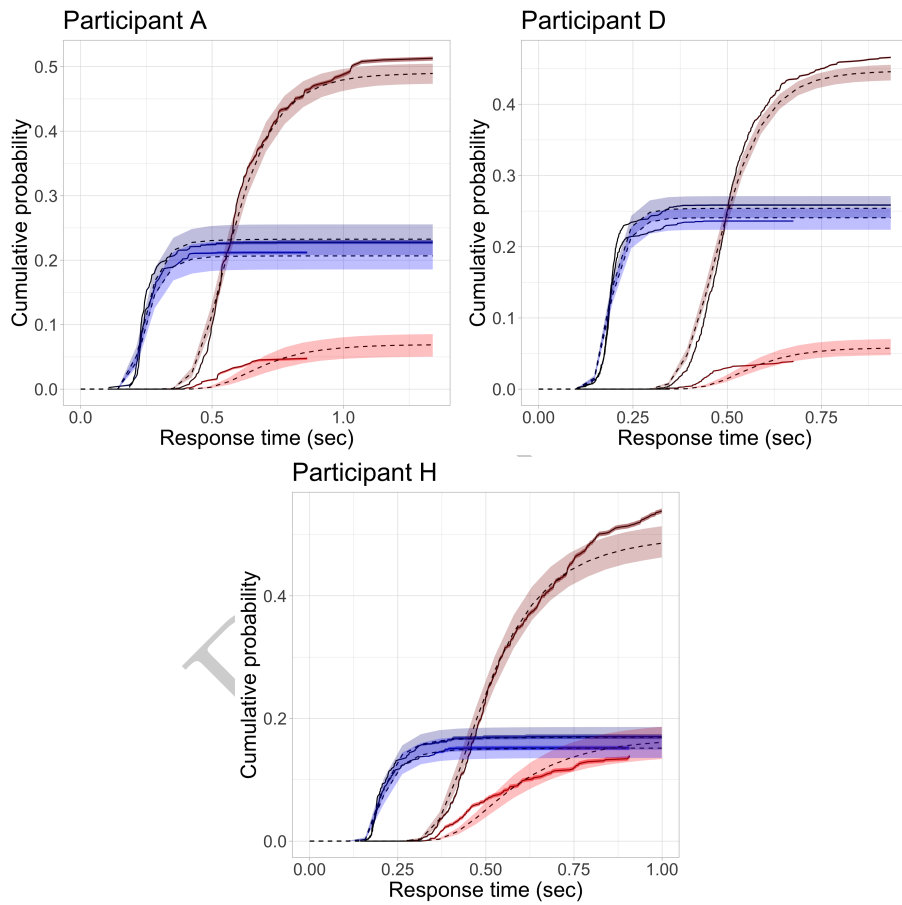 Participant A
Cumulative probability
0.5
0.4
0.3
0.2
0.1
0.0
0.0 0.5 1.0
Response time (sec)
Participant D
Cumulative probability
0.4
0.2
0.1
0.0
0.00 0.25 0.50 0.75
Response time (sec)
Participant H
Cumulative probability
0.4
0.2
0.0
0.00 0.25 0.50 0.75 1.00
Response time (sec)